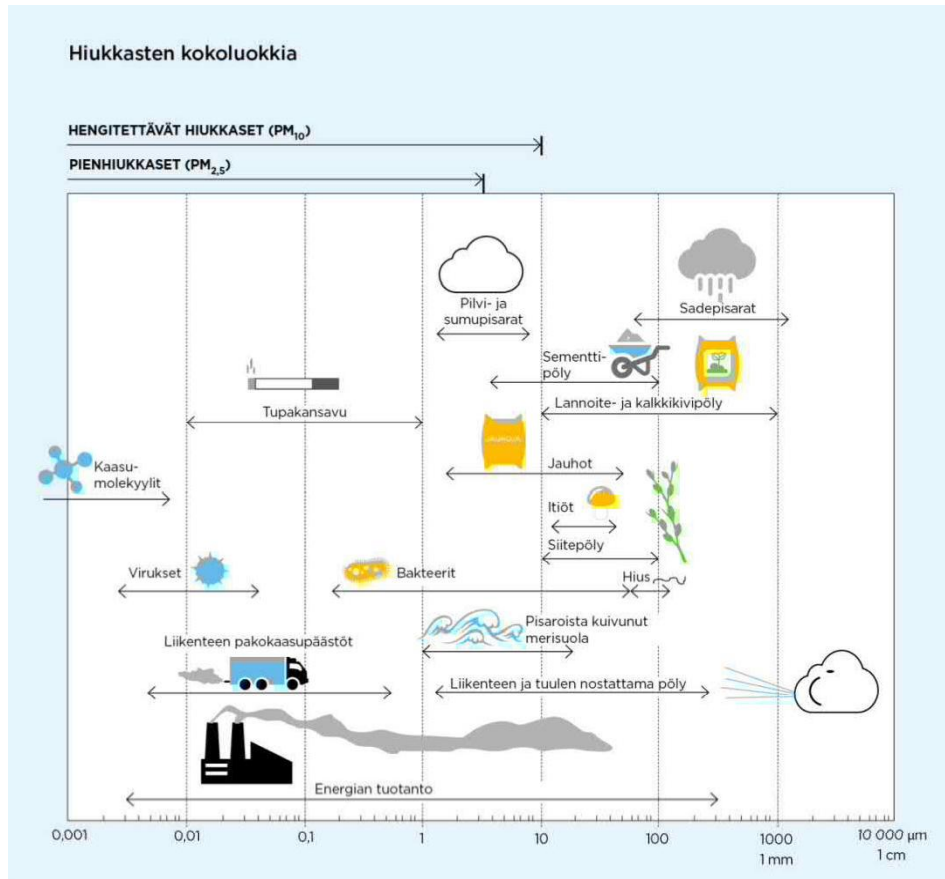 Hiukkasten kokoluokkia
HENGITETTÄVÄT HIUKKASET (PM10)
PIENHIUKKASET (PM2,5)
Pilvi- ja
sumupisarat
Sadepisarat
Sementti-
pöly
Tupakansavu
Lannoite- ja kalkkikivipöly
Kaasu-
molekyylit
Jauhot
Itiöt
Siitepöly
Virukset
Bakteerit
Hius
Pisaroista kuivunut
merisuola
Liikenteen pakokaasupäästöt
Liikenteen ja tuulen nostattama pöly
Energian tuotanto
0,001 0,01 0,1 1 10 100 1000 10 000 µm
1 mm 1 cm